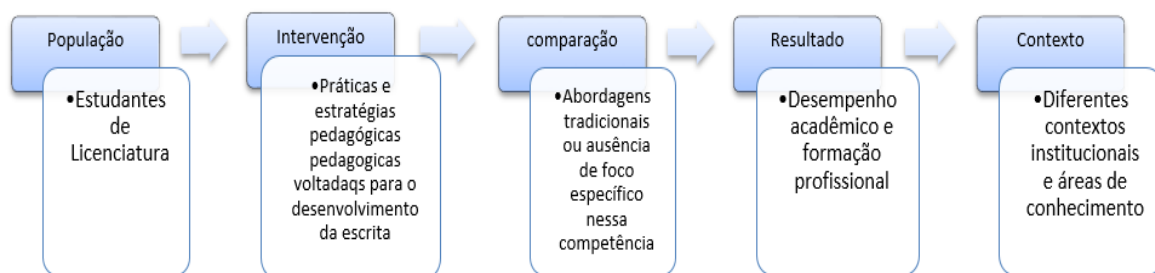 População
•Estudantes
de
Licenciatura
Intervenção
•Práticas e
estratégias
pedagógicas
pedagogicas
voltadaqs para o
desenvolvimento
da escrita
comparação
•Abordagens
tradicionais
ou ausência
de foco
específico
nessa
competência
Resultado
•Desempenho
acadêmico e
formação
profissional
Contexto
•Diferentes
contextos
institucionais
e áreas de
conhecimento